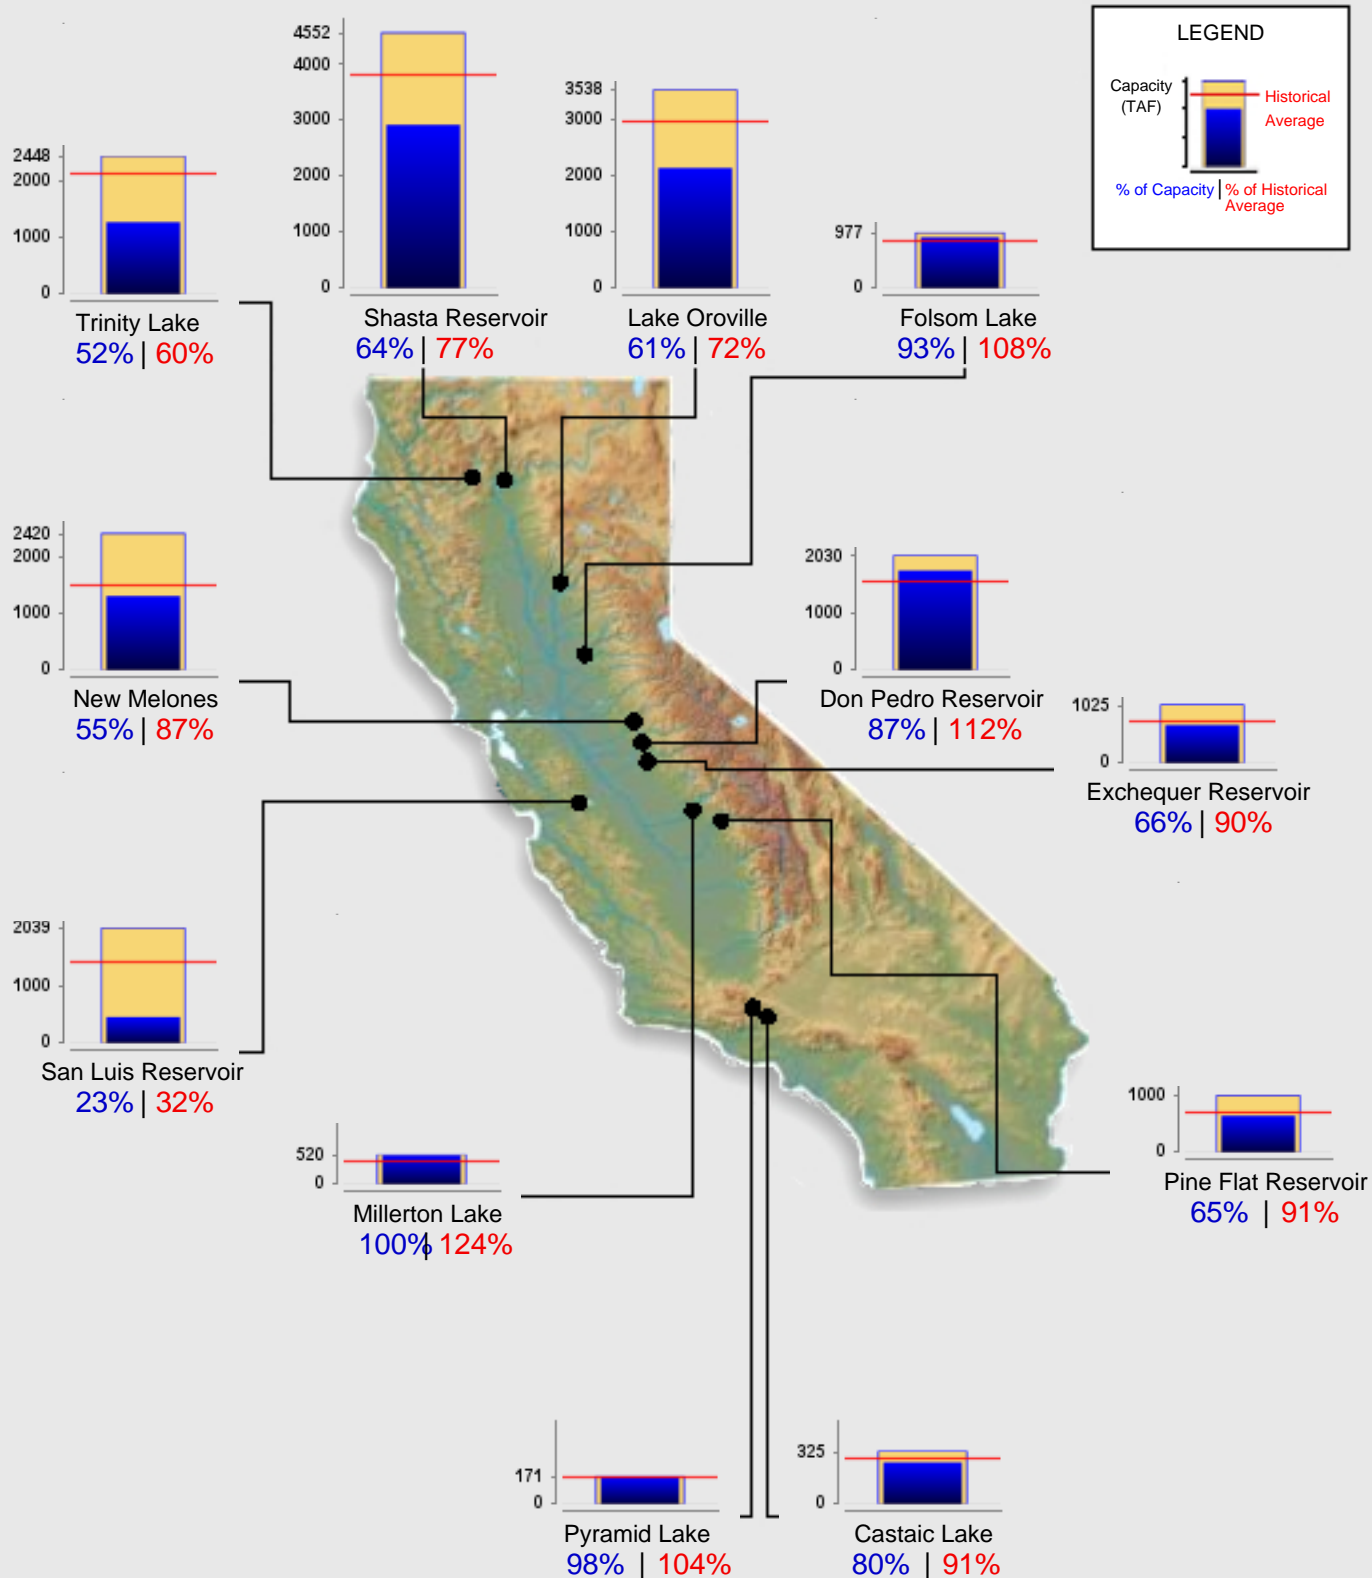 LEGEND
Capacity
(TAF)
Historical
Average
% of Capacity | % of Historical
Average
2448
2000
1000
0
Trinity Lake
52% | 60%
4552
4000
3000
2000
1000
0
Shasta Reservoir
64% | 77%
3538
3000
2000
1000
0
Lake Oroville
61% | 72%
977
0
Folsom Lake
93% | 108%
2420
2000
1000
0
New Melones
55% | 87%
2030
1000
0
Don Pedro Reservoir
87% | 112%
1025
0
Exchequer Reservoir
66% | 90%
2039
1000
0
San Luis Reservoir
23% | 32%
520
0
Millerton Lake
100% | 124%
1000
0
Pine Flat Reservoir
65% | 91%
171
0
Pyramid Lake
98% | 104%
325
0
Castaic Lake
80% | 91%